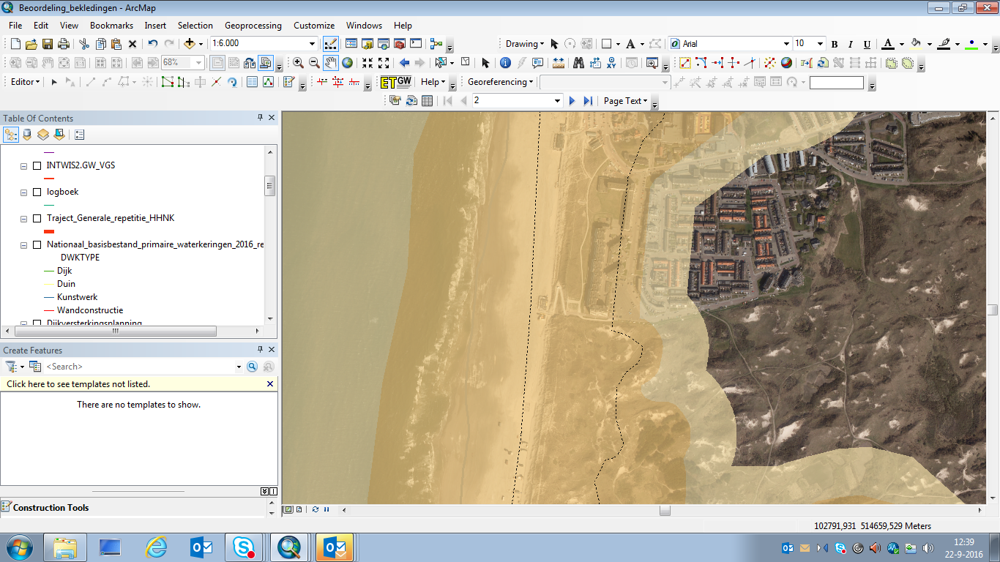 Beoordeling_bekledingen - ArcMap
File Edit View Bookmarks Insert Selection Geoprocessing Customize Windows Help
1:6.000 Drawing Arial 10 B I U A
68%
Editor ET GW Help Georeferencing
2 Page Text
Table Of Contents
INTWIS2.GW_VGS
logboek
Traject_Generale_repetitie_HHNK
Nationaal_basisbestand_primaire_waterkeringen_2016_re
DWKTYPE
Dijk
Duin
Kunstwerk
Wandconstructie
Dijkversterkingsplanning
Create Features
<Search>
Click here to see templates not listed.
There are no templates to show.
Construction Tools
102791,931 514659,529 Meters
12:39
22-9-2016